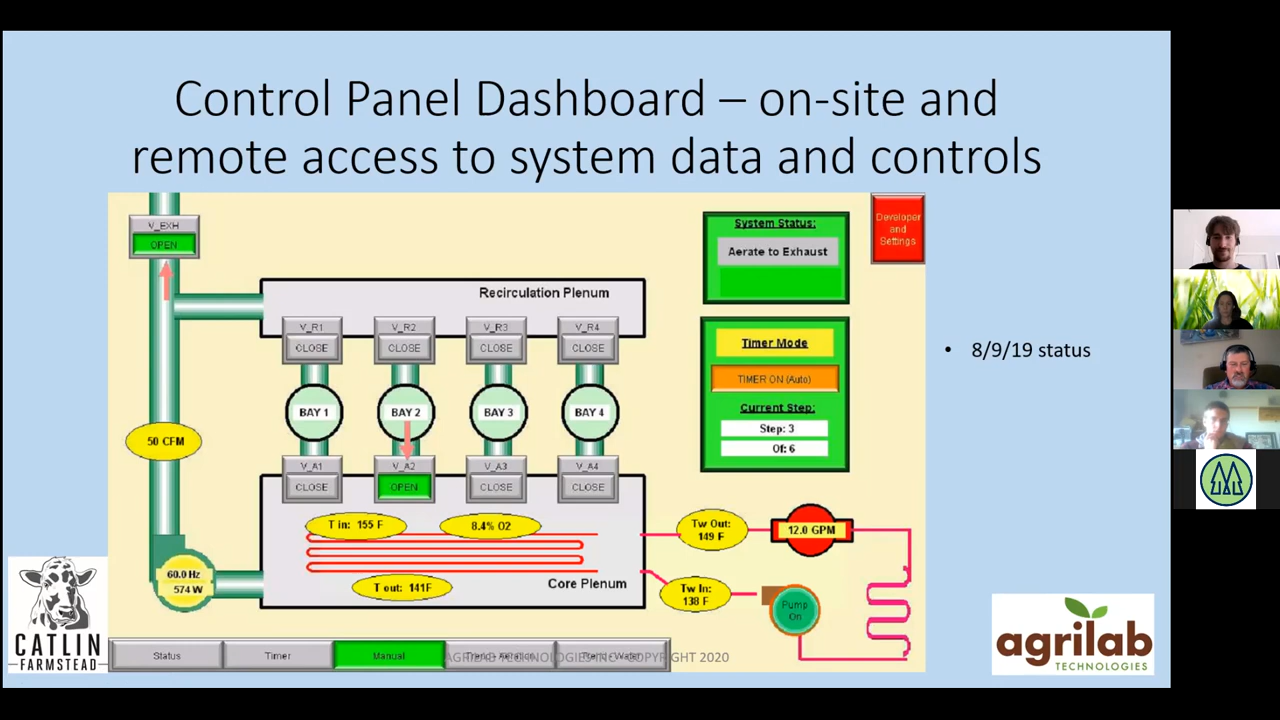 Control Panel Dashboard – on-site and
remote access to system data and controls
V_EXH
OPEN
System Status:
Aerate to Exhaust
Developer
and
Settings
Recirculation Plenum
V_R1
V_R2
V_R3
V_R4
CLOSE
CLOSE
CLOSE
CLOSE
Timer Mode
TIMER ON (Auto)
Current Step:
Step: 3
Of: 6
• 8/9/19 status
BAY 1
BAY 2
BAY 3
BAY 4
50 CFM
V_A1
V_A2
V_A3
V_A4
CLOSE
OPEN
CLOSE
CLOSE
T in: 155 F
8.4% O2
Tw Out:
149 F
12.0 GPM
60.0 Hz
574 W
T out: 141F
Core Plenum
Tw In:
138 F
Pump
On
CATLIN
FARMSTEAD
Status
Timer
Manual
AGRILAB TECHNOLOGIES INC. COPYRIGHT 2020
agrilab
TECHNOLOGIES